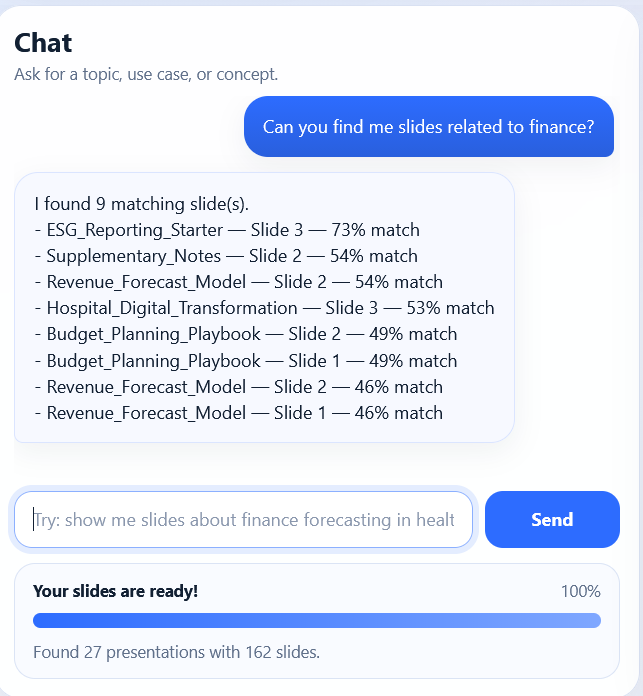 Chat
Ask for a topic, use case, or concept.
Can you find me slides related to finance?
I found 9 matching slide(s).
- ESG_Reporting_Starter — Slide 3 — 73% match
- Supplementary_Notes — Slide 2 — 54% match
- Revenue_Forecast_Model — Slide 2 — 54% match
- Hospital_Digital_Transformation — Slide 3 — 53% match
- Budget_Planning_Playbook — Slide 2 — 49% match
- Budget_Planning_Playbook — Slide 1 — 49% match
- Revenue_Forecast_Model — Slide 2 — 46% match
- Revenue_Forecast_Model — Slide 1 — 46% match
Try: show me slides about finance forecasting in healt
Send
Your slides are ready! 100%
Found 27 presentations with 162 slides.